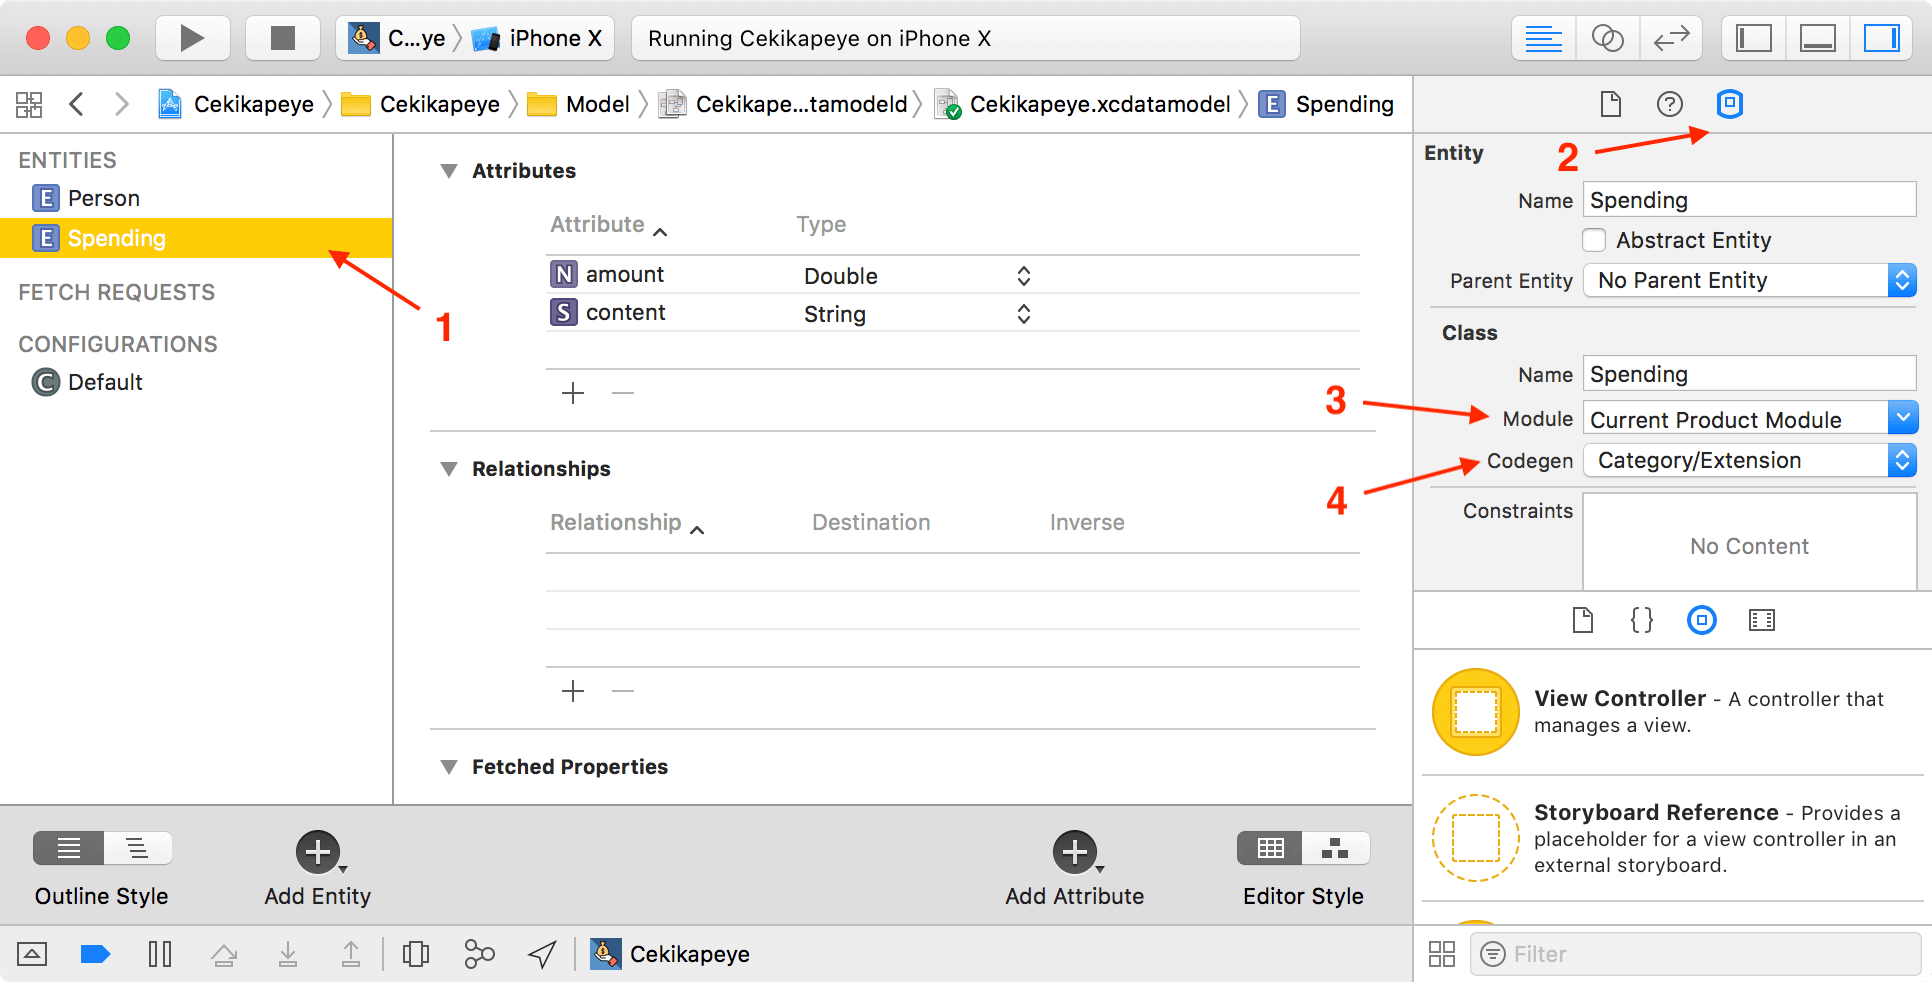 C...ye iPhone X
Running Cekikapeye on iPhone X
Cekikapeye Cekikapeye Model Cekikape...tamodeld Cekikapeye.xcdatamodel E Spending
ENTITIES
E Person
E Spending
FETCH REQUESTS
CONFIGURATIONS
C Default
1
Attributes
Attribute Type
N amount Double
S content String
Relationships
Relationship Destination Inverse
Fetched Properties
2
Entity
Name Spending
Abstract Entity
Parent Entity No Parent Entity
Class
Name Spending
3 Module Current Product Module
4 Codegen Category/Extension
Constraints
No Content
{}
View Controller - A controller that
manages a view.
Storyboard Reference - Provides a
placeholder for a view controller in an
external storyboard.
Outline Style
Add Entity
Add Attribute
Editor Style
Cekikapeye
Filter